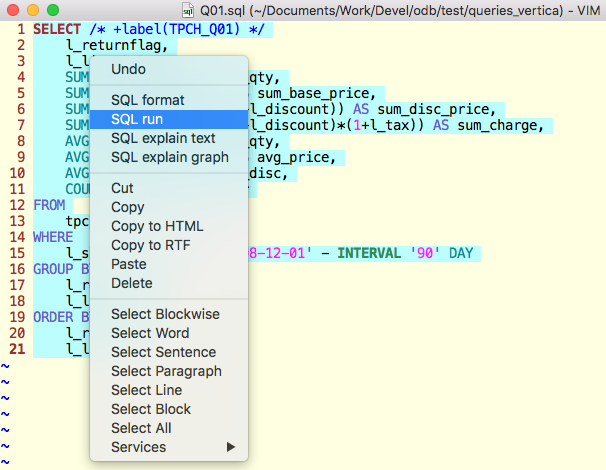 sql Q01.sql (~/Documents/Work/Devel/odb/test/queries_vertica) - VIM
1 SELECT /* +label(TPCH_Q01) */
2 l_returnflag,
3 l_l
4 SUM _qty,
5 SUM sum_base_price,
6 SUM l_discount)) AS sum_disc_price,
7 SUM +l_discount)*(1+l_tax)) AS sum_charge,
8 AVG _qty,
9 AVG avg_price,
10 AVG _disc,
11 COU
12 FROM
13 tpc
14 WHERE
15 l_s 8-12-01' - INTERVAL '90' DAY
16 GROUP B
17 l_r
18 l_l
19 ORDER B
20 l_r
21 l_l
~
~
~
~
~
~
~
Undo
SQL format
SQL run
SQL explain text
SQL explain graph
Cut
Copy
Copy to HTML
Copy to RTF
Paste
Delete
Select Blockwise
Select Word
Select Sentence
Select Paragraph
Select Line
Select Block
Select All
Services